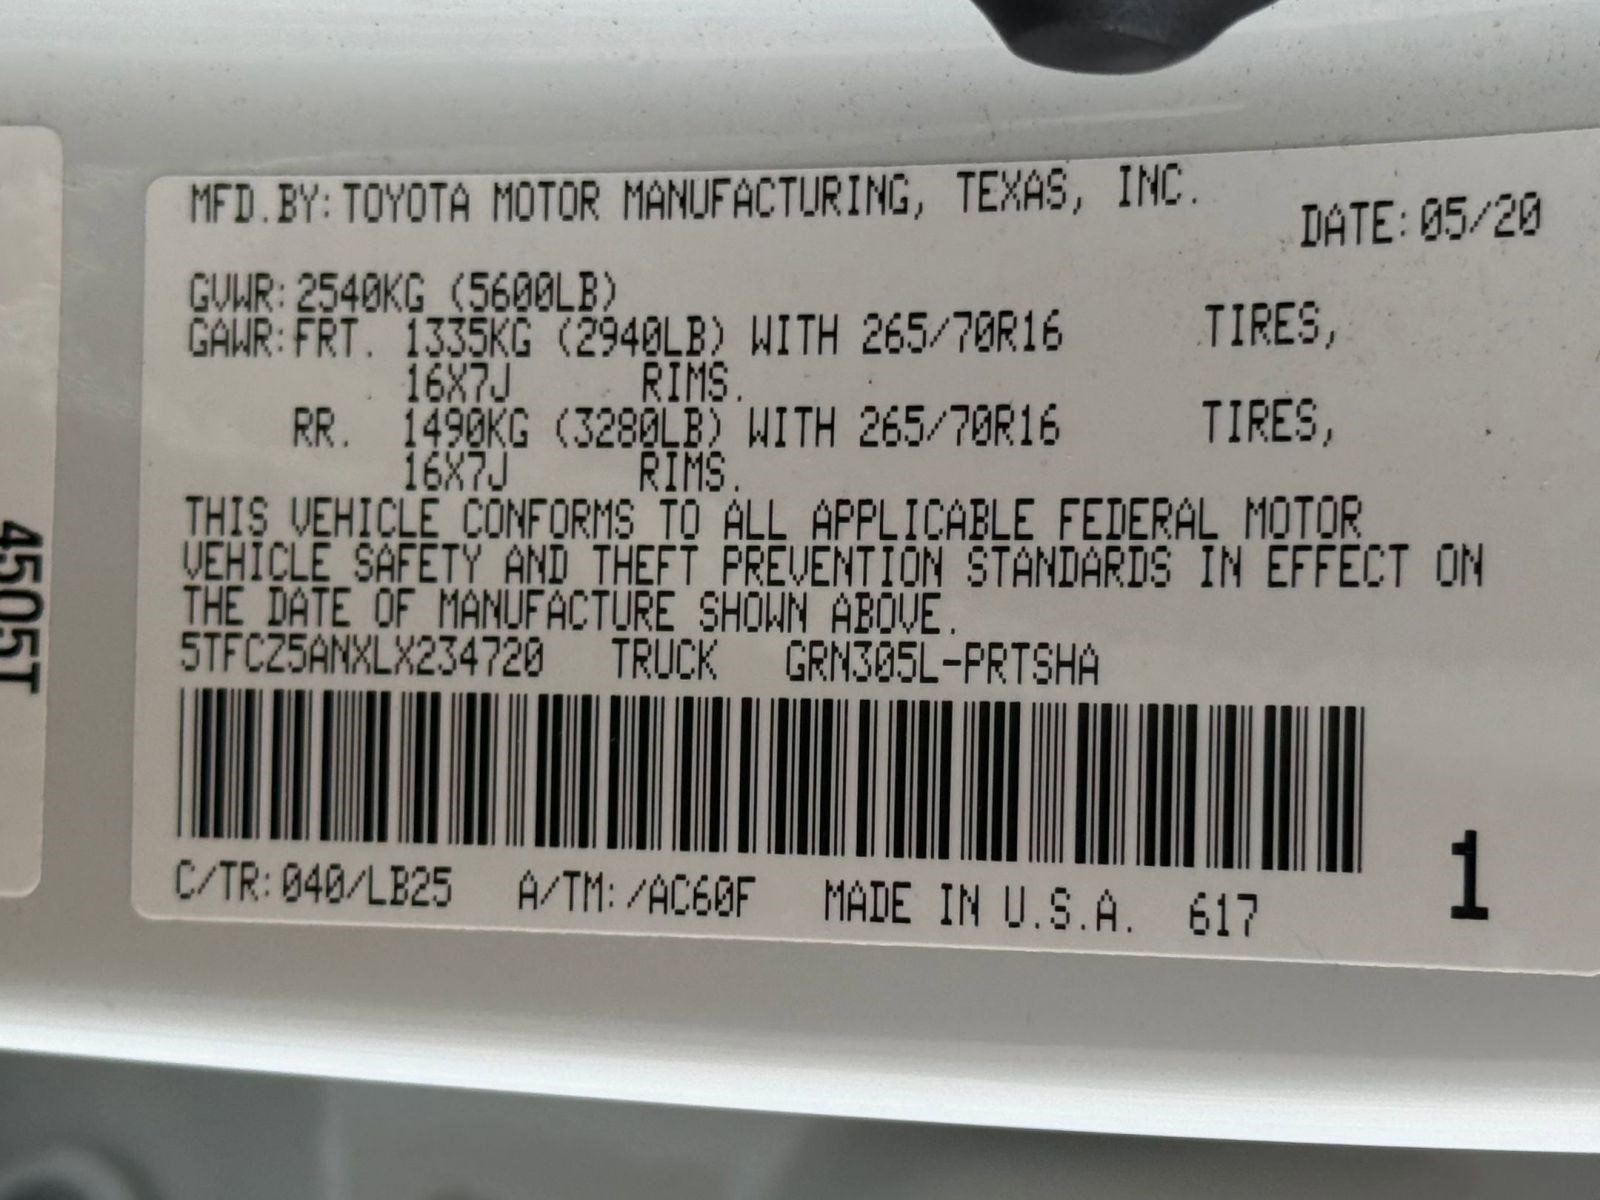 MFD.BY: TOYOTA MOTOR MANUFACTURING, TEXAS, INC. DATE: 05/20
GVWR: 2540KG (5600LB)
GAWR: FRT. 1335KG (2940LB) WITH 265/70R16 TIRES,
16X7J RIMS.
RR. 1490KG (3280LB) WITH 265/70R16 TIRES,
16X7J RIMS.
THIS VEHICLE CONFORMS TO ALL APPLICABLE FEDERAL MOTOR
VEHICLE SAFETY AND THEFT PREVENTION STANDARDS IN EFFECT ON
THE DATE OF MANUFACTURE SHOWN ABOVE.
5TFCZ5ANXLX234720 TRUCK GRN305L-PRTSHA
C/TR: 040/LB25 A/TM: /AC60F MADE IN U.S.A. 617 1
4505T